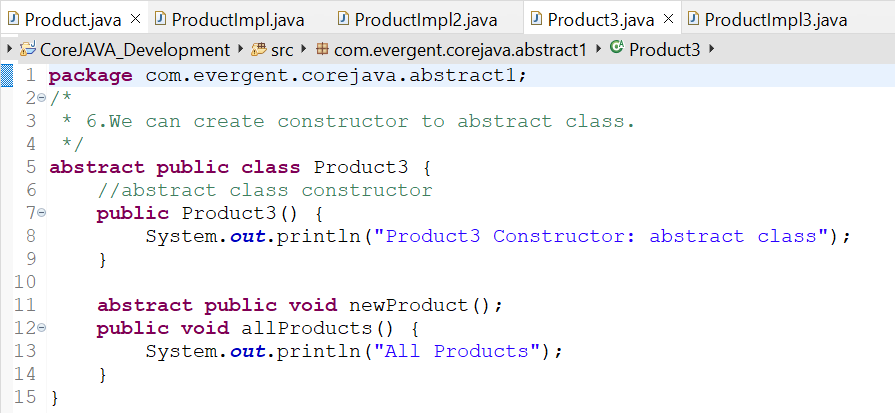 Product.java ProductImpl.java ProductImpl2.java Product3.java ProductImpl3.java
CoreJAVA_Development src com.evergent.corejava.abstract1 Product3
1 package com.evergent.corejava.abstract1;
2 /*
3  * 6.We can create constructor to abstract class.
4  */
5 abstract public class Product3 {
6     //abstract class constructor
7     public Product3() {
8         System.out.println("Product3 Constructor: abstract class");
9     }
10
11     abstract public void newProduct();
12     public void allProducts() {
13         System.out.println("All Products");
14     }
15 }